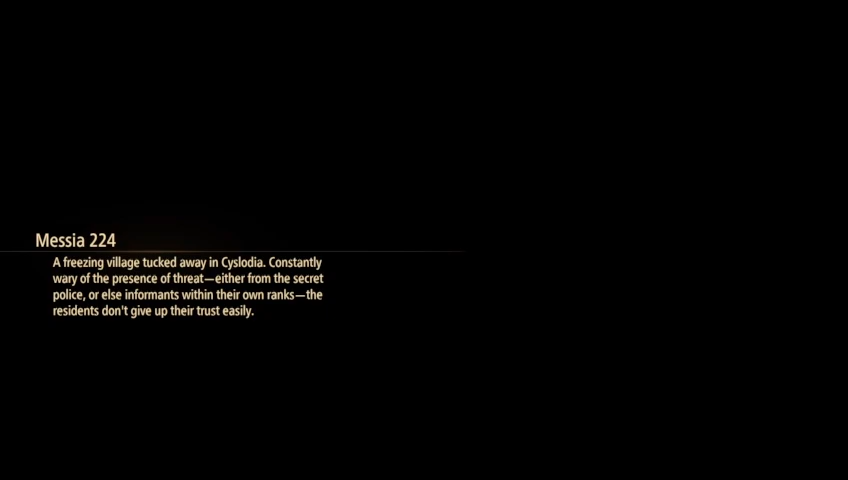 Messia 224
A freezing village tucked away in Cyslodia. Constantly
wary of the presence of threat—either from the secret
police, or else informants within their own ranks—the
residents don't give up their trust easily.